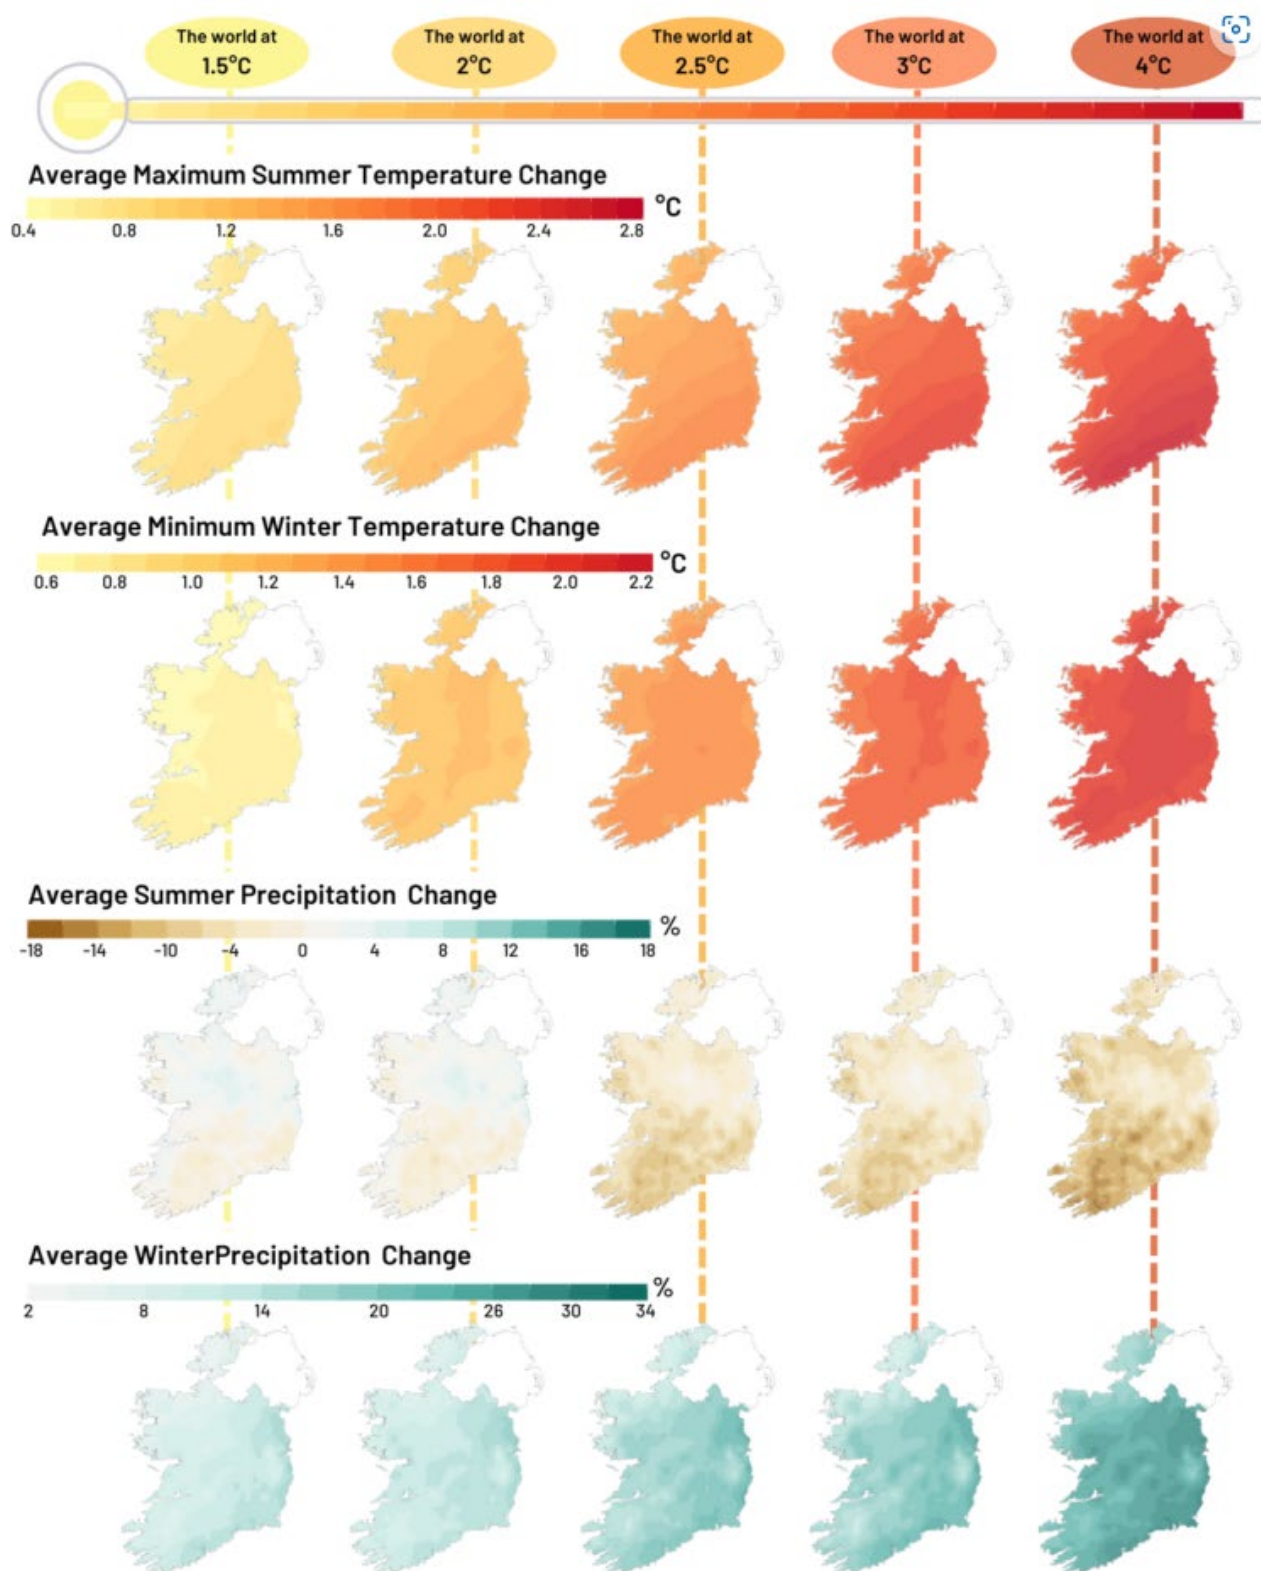 The world at
1.5°C
The world at
2°C
The world at
2.5°C
The world at
3°C
The world at
4°C
Average Maximum Summer Temperature Change
°C
0.4 0.8 1.2 1.6 2.0 2.4 2.8
Average Minimum Winter Temperature Change
°C
0.6 0.8 1.0 1.2 1.4 1.6 1.8 2.0 2.2
Average Summer Precipitation Change
%
-18 -14 -10 -4 0 4 8 12 16 18
Average WinterPrecipitation Change
%
2 8 14 20 26 30 34